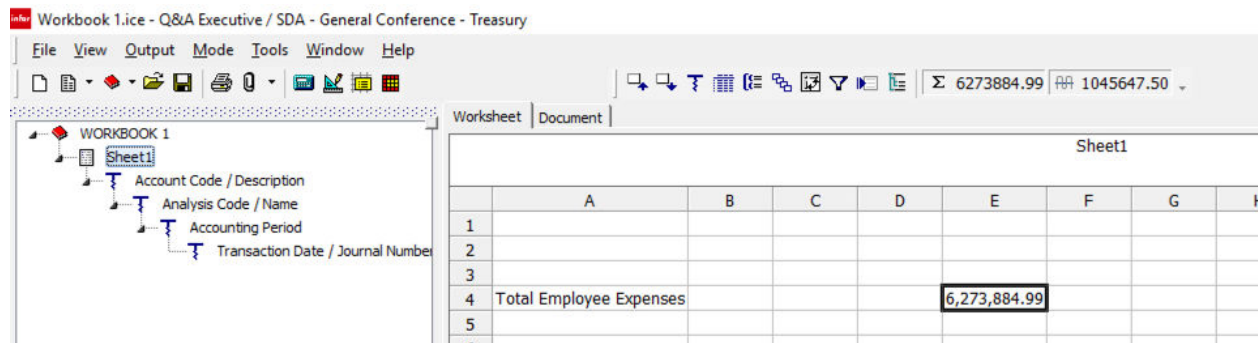 infor Workbook 1.ice - Q&A Executive / SDA - General Conference - Treasury
File View Output Mode Tools Window Help
Σ 6273884.99 1045647.50
Worksheet Document
WORKBOOK 1
Sheet1
Account Code / Description
Analysis Code / Name
Accounting Period
Transaction Date / Journal Number
Sheet1
A B C D E F G
1
2
3
4 Total Employee Expenses 6,273,884.99
5